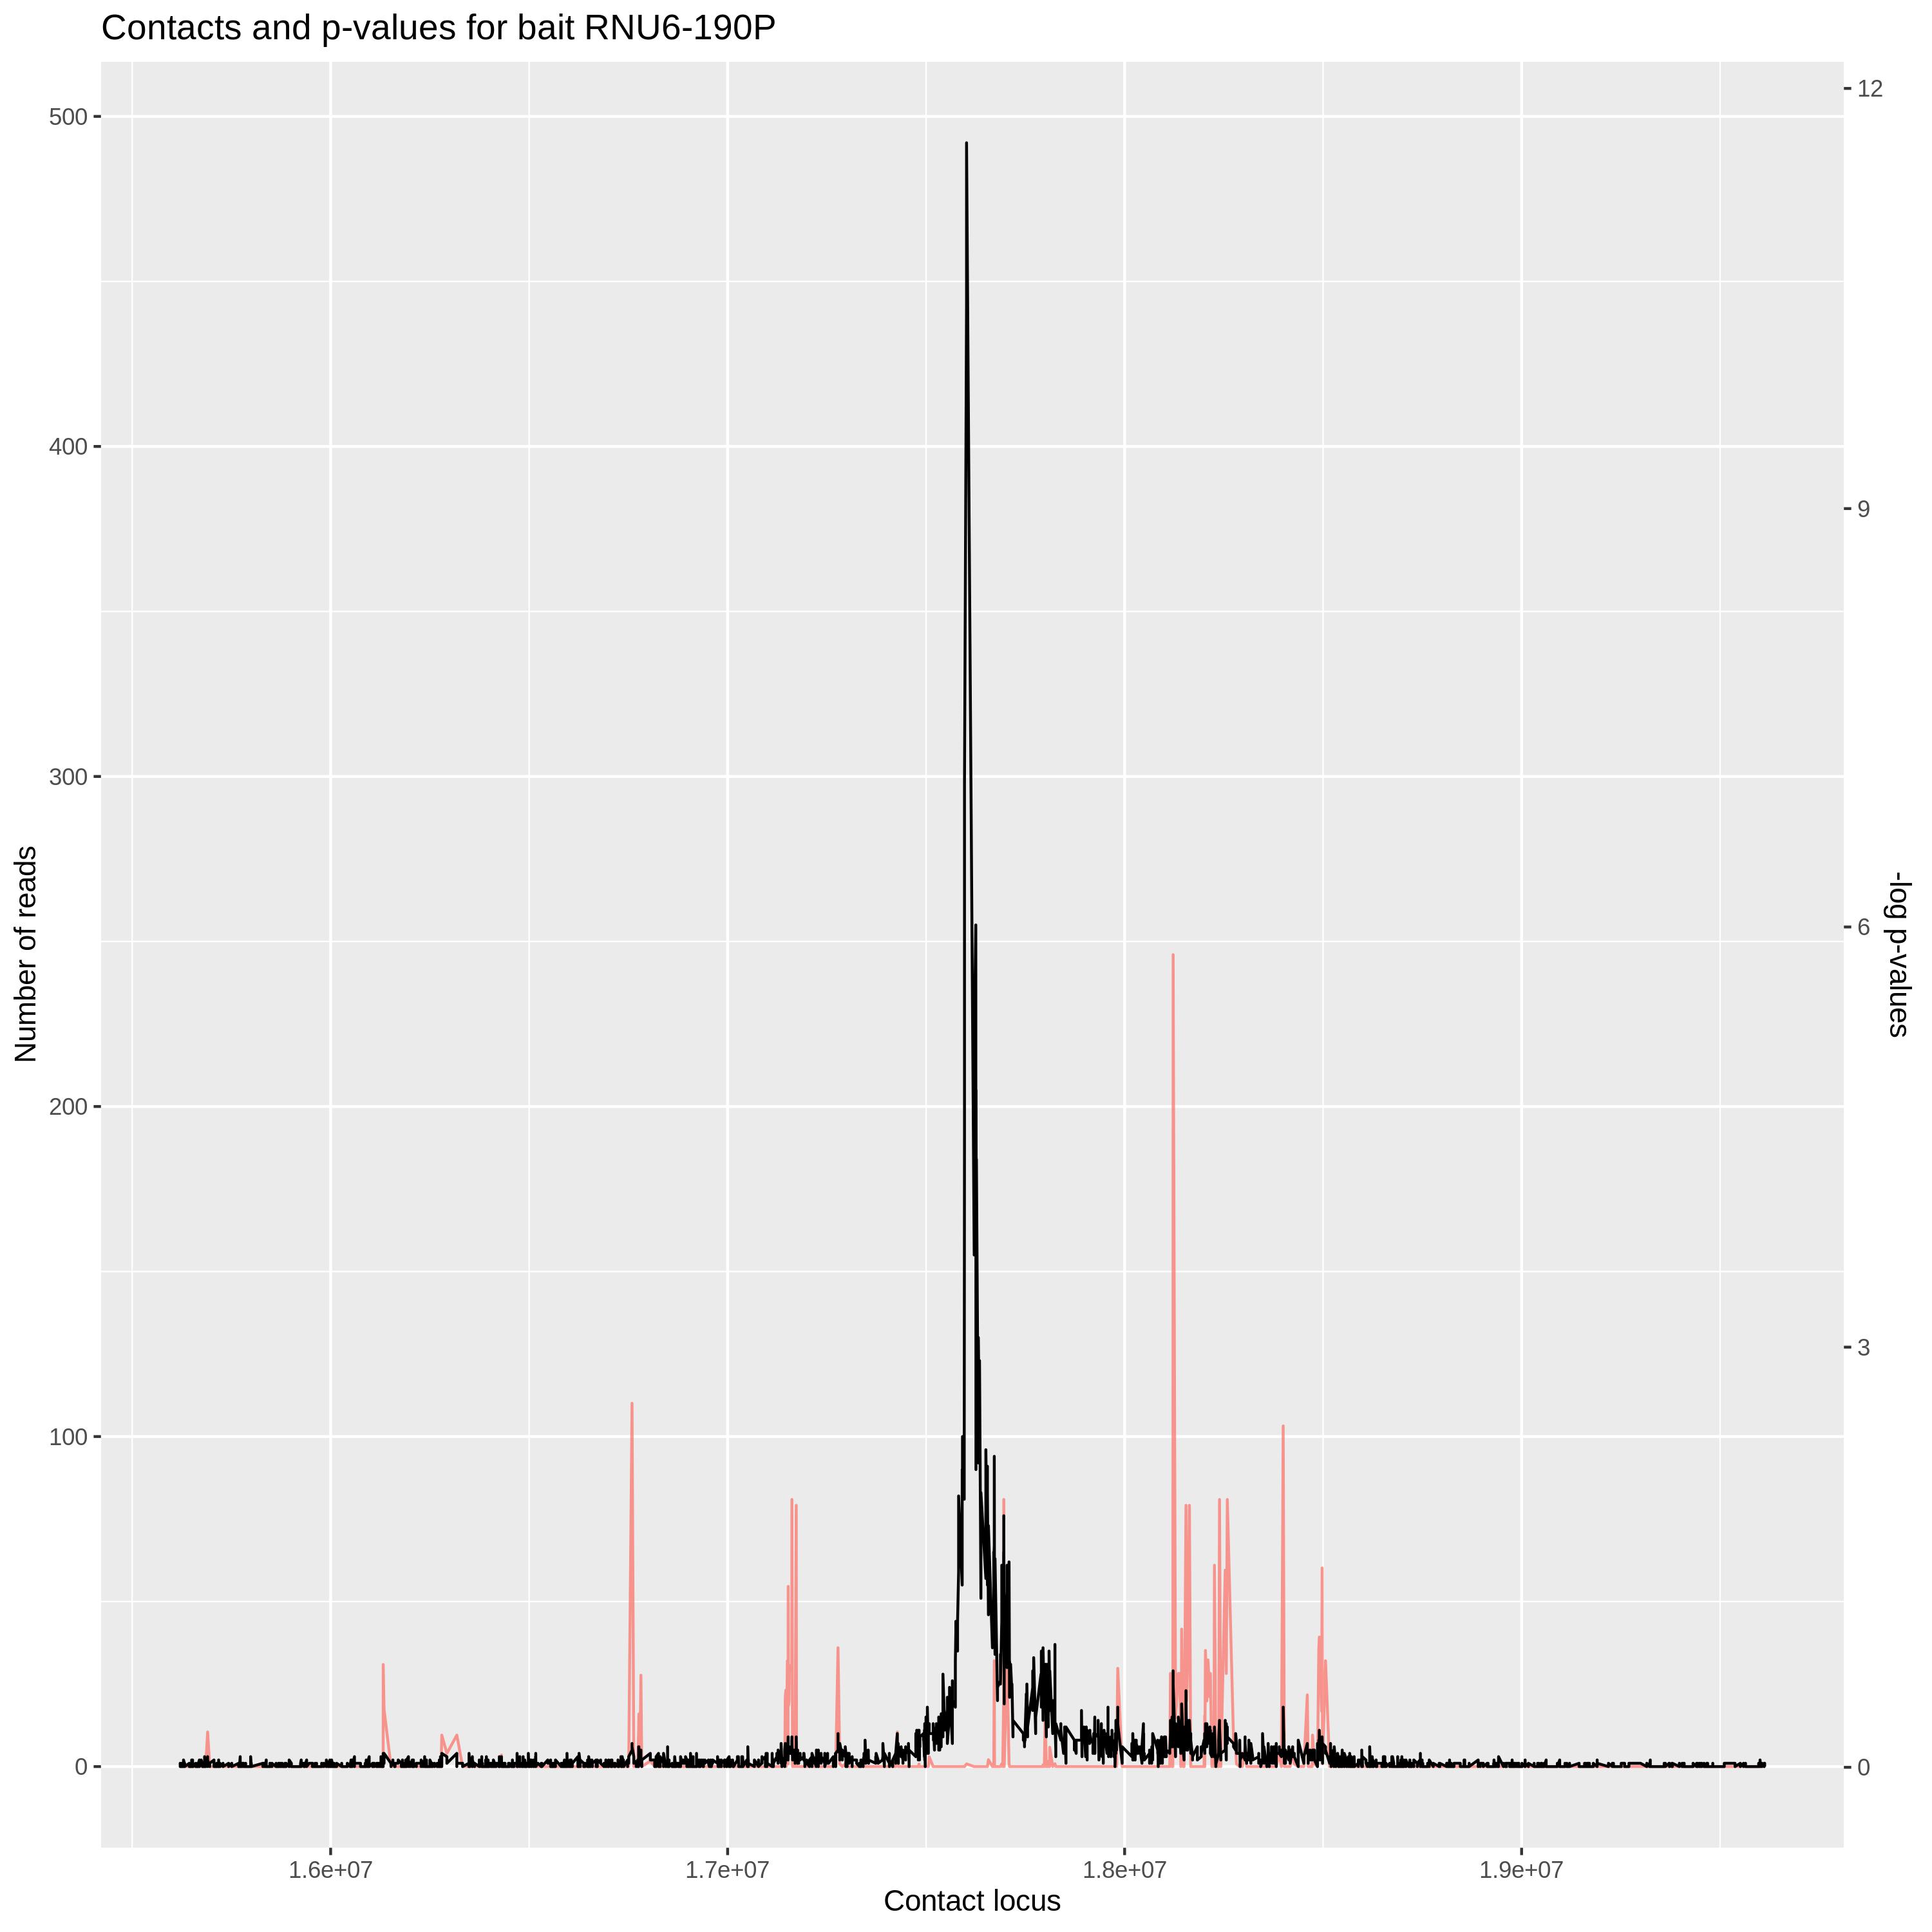 Contacts and p-values for bait RNU6-190P
500
400
300
200
100
0
12
9
6
3
0
Number of reads
-log p-values
1.6e+07
1.7e+07
1.8e+07
1.9e+07
Contact locus